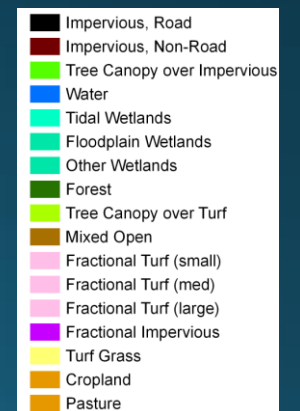 Impervious, Road
Impervious, Non-Road
Tree Canopy over Impervious
Water
Tidal Wetlands
Floodplain Wetlands
Other Wetlands
Forest
Tree Canopy over Turf
Mixed Open
Fractional Turf (small)
Fractional Turf (med)
Fractional Turf (large)
Fractional Impervious
Turf Grass
Cropland
Pasture